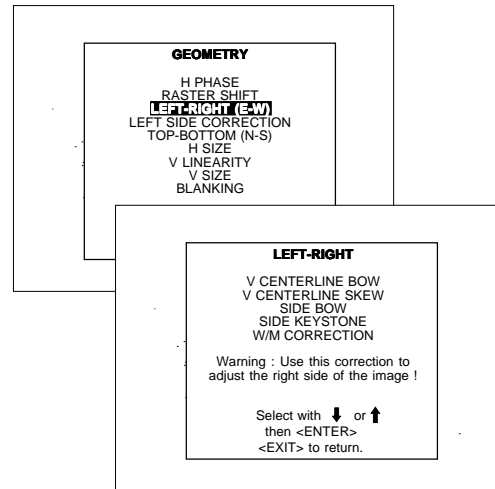 GEOMETRY
H PHASE
RASTER SHIFT
LEFT-RIGHT (E-W)
LEFT SIDE CORRECTION
TOP-BOTTOM (N-S)
H SIZE
V LINEARITY
V SIZE
BLANKING
LEFT-RIGHT
V CENTERLINE BOW
V CENTERLINE SKEW
SIDE BOW
SIDE KEYSTONE
W/M CORRECTION
Warning : Use this correction to
adjust the right side of the image !
Select with ⬇ or ⬆
then <ENTER>
<EXIT> to return.